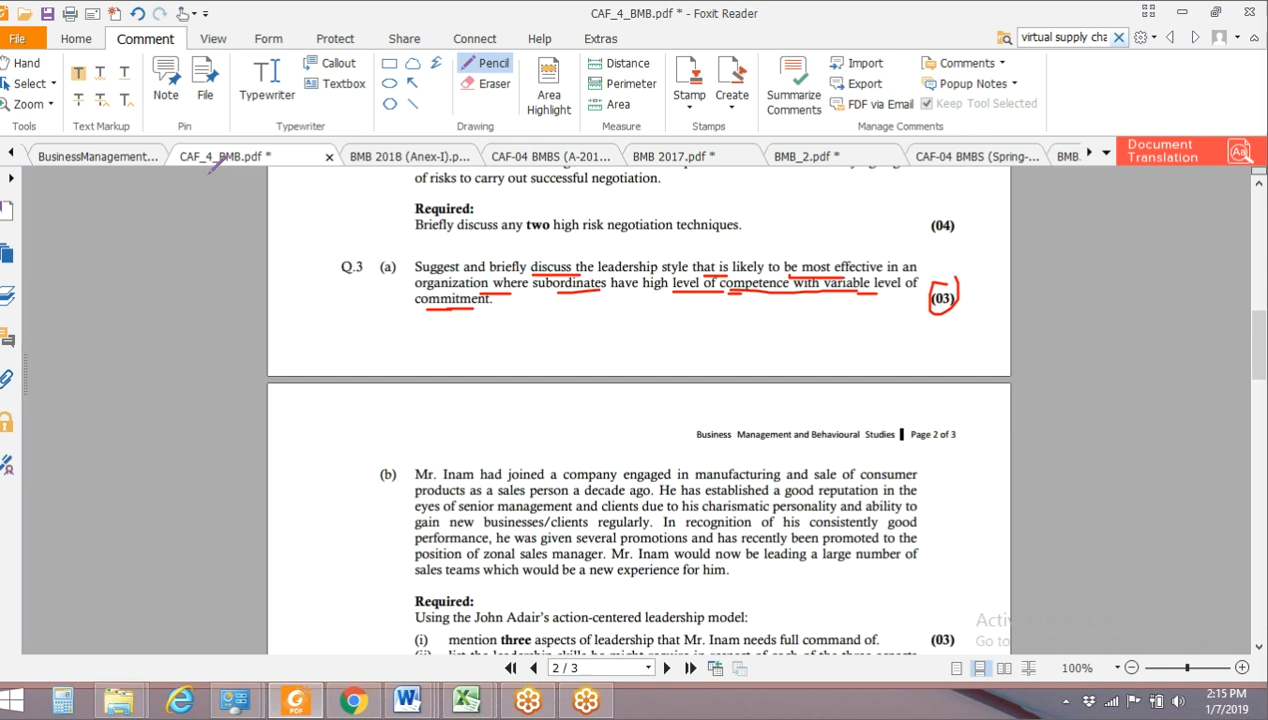 CAF_4_BMB.pdf * - Foxit Reader
File Home Comment View Form Protect Share Connect Help Extras
virtual supply cha
Hand
Select
Zoom
Tools
Text Markup
Note
File
Pin
Typewriter
Callout
Textbox
Typewriter
Pencil
Eraser
Drawing
Area
Highlight
Distance
Perimeter
Area
Measure
Stamp
Create
Stamps
Summarize
Comments
Import
Export
FDF via Email
Comments
Popup Notes
Keep Tool Selected
Manage Comments
BusinessManagement... CAF_4_BMB.pdf * BMB 2018 (Anex-I).p... CAF-04 BMBS (A-201... BMB 2017.pdf * BMB_2.pdf * CAF-04 BMBS (Spring-... BMB.
Document
Translation
of risks to carry out successful negotiation.
Required:
Briefly discuss any two high risk negotiation techniques. (04)
Q.3 (a) Suggest and briefly discuss the leadership style that is likely to be most effective in an
organization where subordinates have high level of competence with variable level of
commitment. (03)
Business Management and Behavioural Studies Page 2 of 3
(b) Mr. Inam had joined a company engaged in manufacturing and sale of consumer
products as a sales person a decade ago. He has established a good reputation in the
eyes of senior management and clients due to his charismatic personality and ability to
gain new businesses/clients regularly. In recognition of his consistently good
performance, he was given several promotions and has recently been promoted to the
position of zonal sales manager. Mr. Inam would now be leading a large number of
sales teams which would be a new experience for him.
Required:
Using the John Adair's action-centered leadership model:
(i) mention three aspects of leadership that Mr. Inam needs full command of. (03)
2 / 3
100%
2:15 PM
1/7/2019